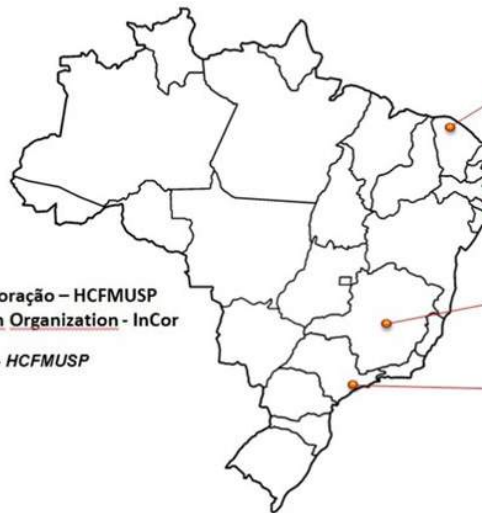 oração – HCFMUSP
n Organization - InCor
- HCFMUSP